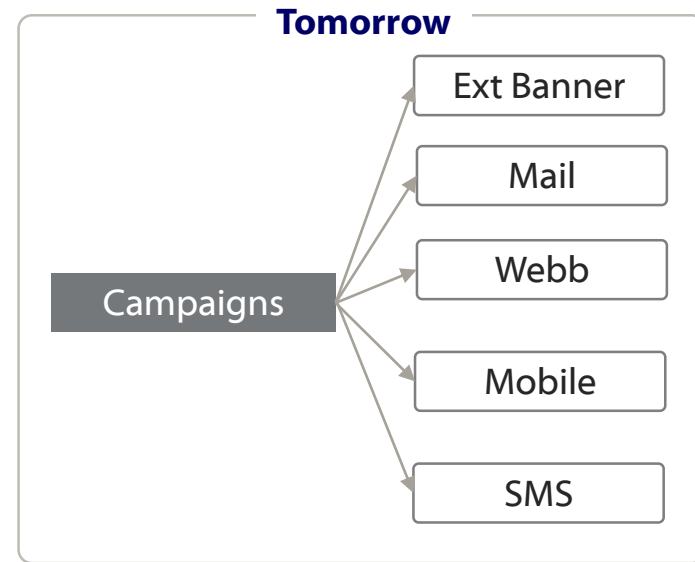 Tomorrow
Ext Banner
Mail
Webb
Campaigns
Mobile
SMS